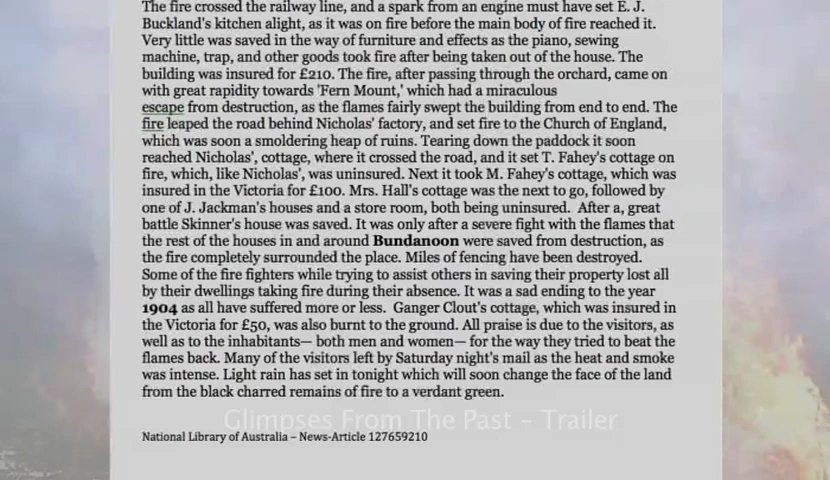 The fire crossed the railway line, and a spark from an engine must have set E. J.
Buckland's kitchen alight, as it was on fire before the main body of fire reached it.
Very little was saved in the way of furniture and effects as the piano, sewing
machine, trap, and other goods took fire after being taken out of the house. The
building was insured for £210. The fire, after passing through the orchard, came on
with great rapidity towards 'Fern Mount,' which had a miraculous
escape from destruction, as the flames fairly swept the building from end to end. The
fire leaped the road behind Nicholas' factory, and set fire to the Church of England,
which was soon a smoldering heap of ruins. Tearing down the paddock it soon
reached Nicholas', cottage, where it crossed the road, and it set T. Fahey's cottage on
fire, which, like Nicholas', was uninsured. Next it took M. Fahey's cottage, which was
insured in the Victoria for £100. Mrs. Hall's cottage was the next to go, followed by
one of J. Jackman's houses and a store room, both being uninsured.  After a, great
battle Skinner's house was saved. It was only after a severe fight with the flames that
the rest of the houses in and around Bundanoon were saved from destruction, as
the fire completely surrounded the place. Miles of fencing have been destroyed.
Some of the fire fighters while trying to assist others in saving their property lost all
by their dwellings taking fire during their absence. It was a sad ending to the year
1904 as all have suffered more or less.  Ganger Clout's cottage, which was insured in
the Victoria for £50, was also burnt to the ground. All praise is due to the visitors, as
well as to the inhabitants— both men and women— for the way they tried to beat the
flames back. Many of the visitors left by Saturday night's mail as the heat and smoke
was intense. Light rain has set in tonight which will soon change the face of the land
from the black charred remains of fire to a verdant green.
Glimpses From The Past - Trailer
National Library of Australia – News-Article 127659210